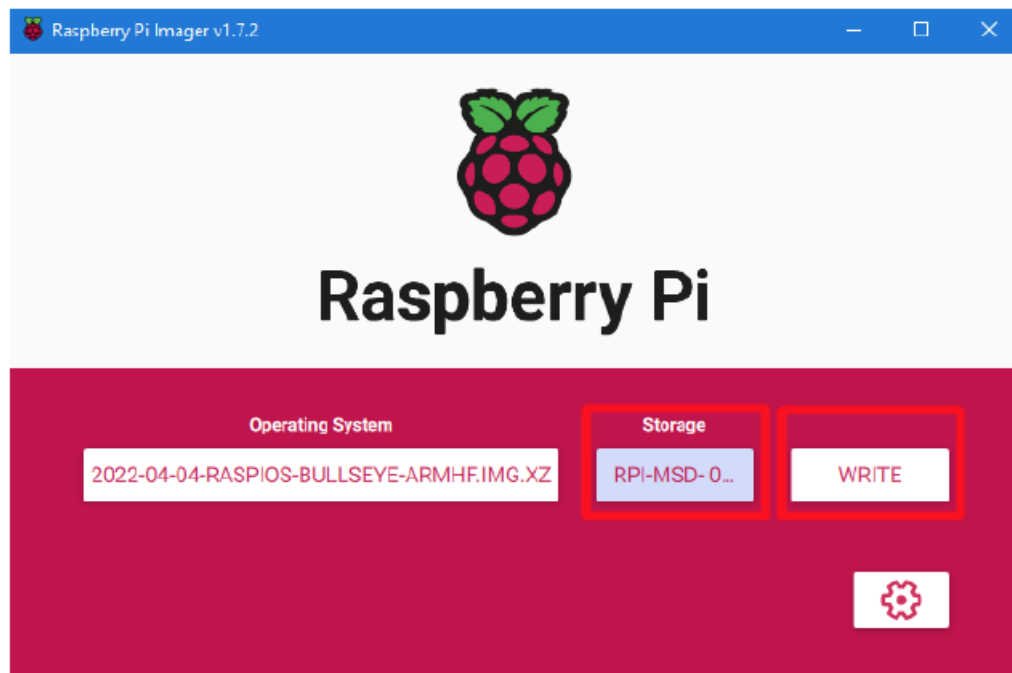 Raspberry Pi Imager v1.7.2
Raspberry Pi
Operating System
Storage
2022-04-04-RASPIOS-BULLSEYE-ARMHF.IMG.XZ
RPI-MSD- 0...
WRITE